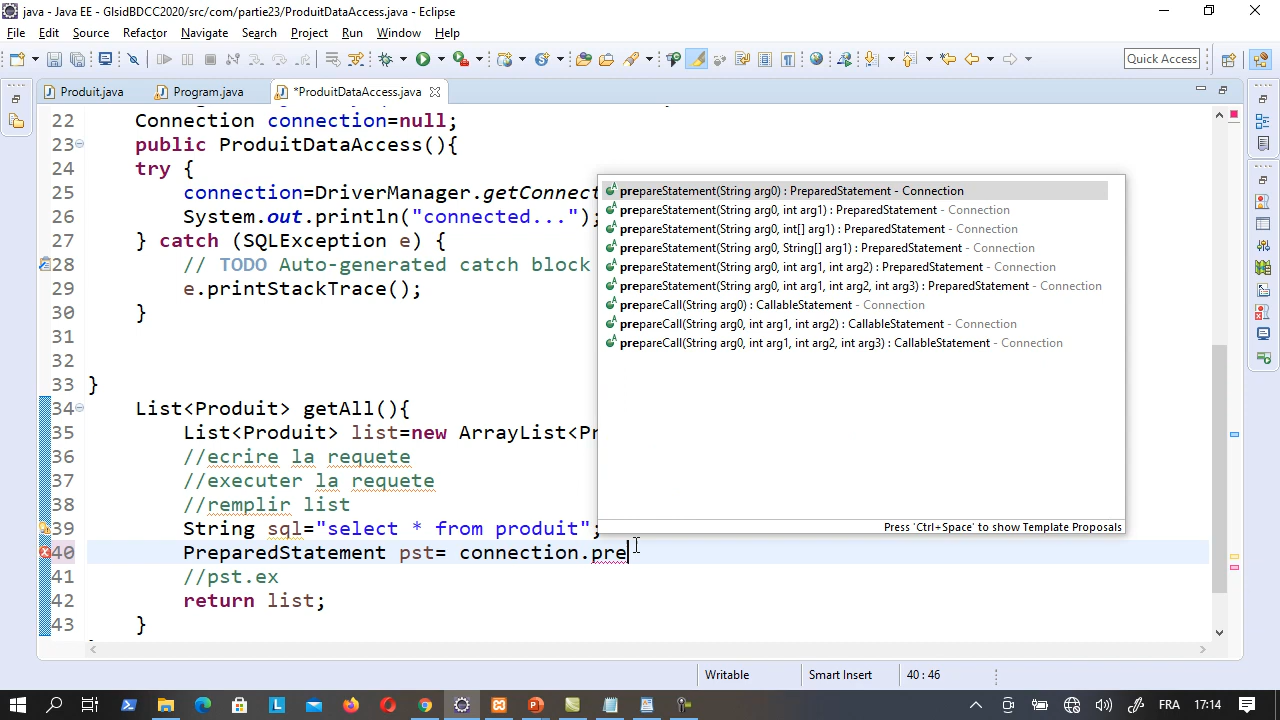 java - Java EE - GlsidBDCC2020/src/com/partie23/ProduitDataAccess.java - Eclipse
File Edit Source Refactor Navigate Search Project Run Window Help
Quick Access
Produit.java Program.java *ProduitDataAccess.java
22 Connection connection=null;
23 public ProduitDataAccess(){
24 try {
25 connection=DriverManager.getConnect
26 System.out.println("connected...");
27 } catch (SQLException e) {
28 // TODO Auto-generated catch block
29 e.printStackTrace();
30 }
31
32
33 }
34 List<Produit> getAll(){
35 List<Produit> list=new ArrayList<Pr
36 //ecrire la requete
37 //executer la requete
38 //remplir list
39 String sql="select * from produit";
40 PreparedStatement pst= connection.pre
41 //pst.ex
42 return list;
43 }
prepareStatement(String arg0) : PreparedStatement - Connection
prepareStatement(String arg0, int arg1) : PreparedStatement - Connection
prepareStatement(String arg0, int[] arg1) : PreparedStatement - Connection
prepareStatement(String arg0, String[] arg1) : PreparedStatement - Connection
prepareStatement(String arg0, int arg1, int arg2) : PreparedStatement - Connection
prepareStatement(String arg0, int arg1, int arg2, int arg3) : PreparedStatement - Connection
prepareCall(String arg0) : CallableStatement - Connection
prepareCall(String arg0, int arg1, int arg2) : CallableStatement - Connection
prepareCall(String arg0, int arg1, int arg2, int arg3) : CallableStatement - Connection
Press 'Ctrl+Space' to show Template Proposals
Writable Smart Insert 40 : 46
FRA 17:14